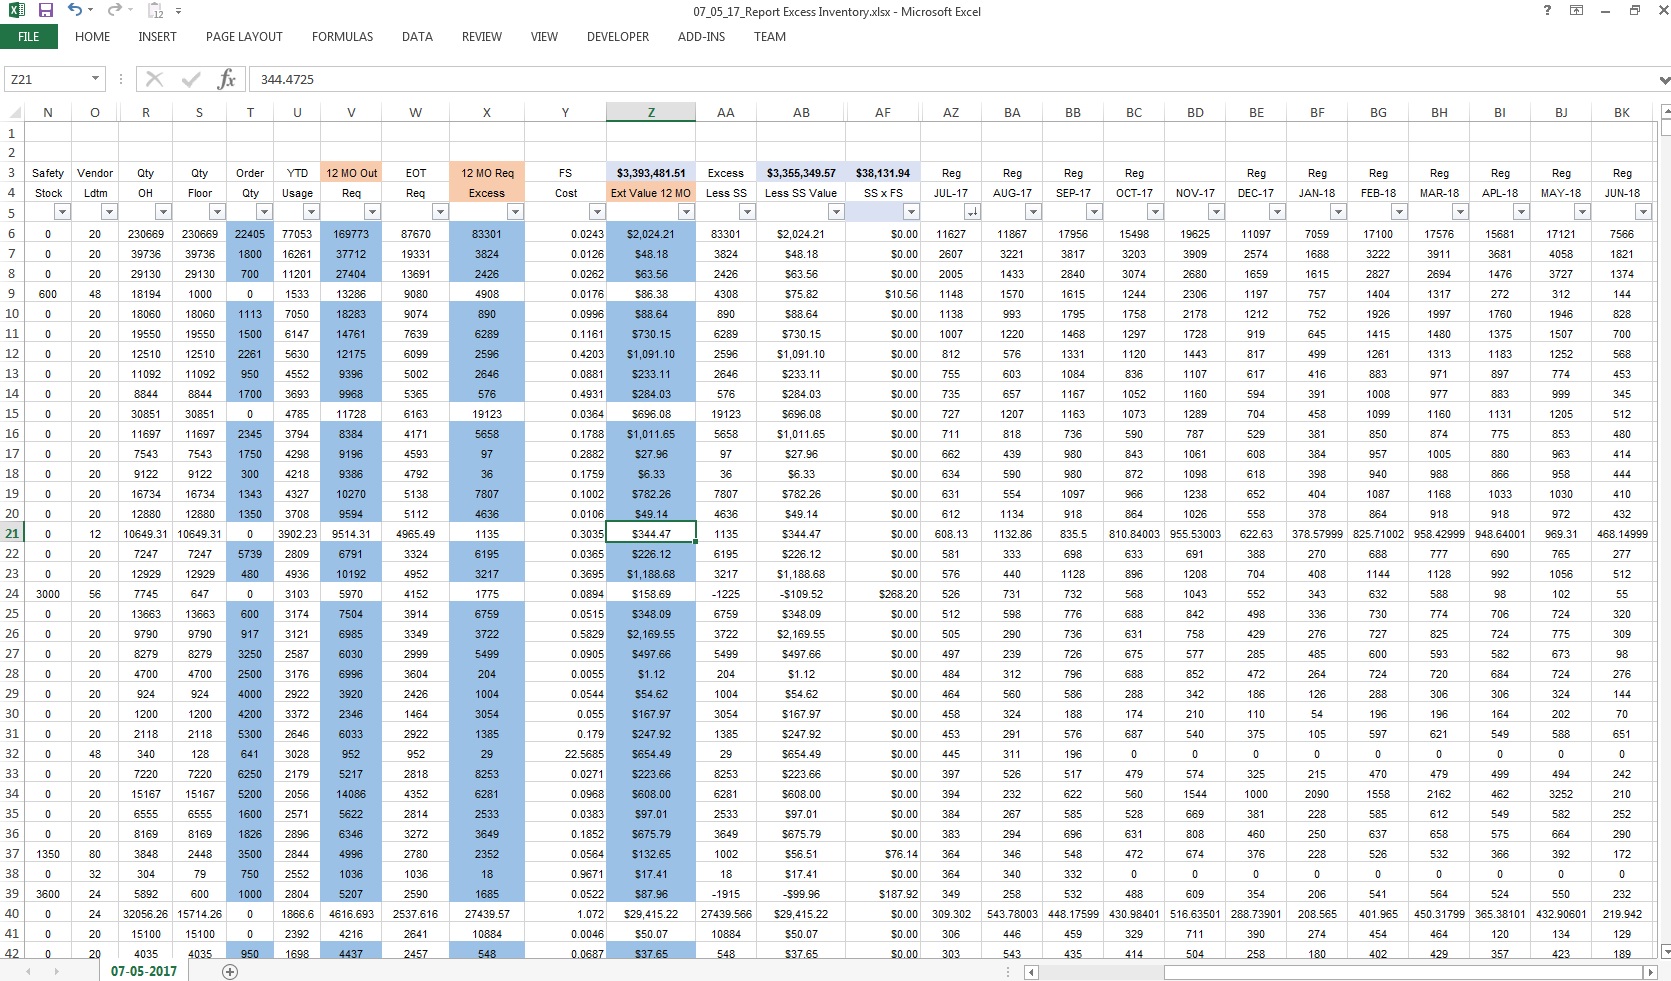 07_05_17_Report Excess Inventory.xlsx - Microsoft Excel
FILE HOME INSERT PAGE LAYOUT FORMULAS DATA REVIEW VIEW DEVELOPER ADD-INS TEAM
Z21 fx 344.4725
N O R S T U V W X Y Z AA AB AF AZ BA BB BC BD BE BF BG BH BI BJ BK
1
2
3 Safety Vendor Qty Qty Order YTD 12 MO Out EOT 12 MO Req FS $3,393,481.51 Excess $3,355,349.57 $38,131.94 Reg Reg Reg Reg Reg Reg Reg Reg Reg Reg Reg
4 Stock Ldtm OH Floor Qty Usage Req Req Excess Cost Ext Value 12 MO Less SS Less SS Value SS x FS JUL-17 AUG-17 SEP-17 OCT-17 NOV-17 DEC-17 JAN-18 FEB-18 MAR-18 APL-18 MAY-18 JUN-18
5
6 0 20 230669 230669 22405 77053 169773 87670 83301 0.0243 $2,024.21 83301 $2,024.21 $0.00 11627 11867 17956 15498 19625 11097 7059 17100 17576 15681 17121 7566
7 0 20 39736 39736 1800 16261 37712 19331 3824 0.0126 $48.18 3824 $48.18 $0.00 2607 3221 3817 3203 3909 2574 1688 3222 3911 3681 4058 1821
8 0 20 29130 29130 700 11201 27404 13691 2426 0.0262 $63.56 2426 $63.56 $0.00 2005 1433 2840 3074 2680 1659 1615 2827 2694 1476 3727 1374
9 600 48 18194 1000 0 1533 13286 9080 4908 0.0176 $86.38 4308 $75.82 $10.56 1148 1570 1615 1244 2306 1197 757 1404 1317 272 312 144
10 0 20 18060 18060 1113 7050 18283 9074 890 0.0996 $88.64 890 $88.64 $0.00 1138 993 1795 1758 2178 1212 752 1926 1997 1760 1946 828
11 0 20 19550 19550 1500 6147 14761 7639 6289 0.1161 $730.15 6289 $730.15 $0.00 1007 1220 1468 1297 1728 919 645 1415 1480 1375 1507 700
12 0 20 12510 12510 2261 5630 12175 6099 2596 0.4203 $1,091.10 2596 $1,091.10 $0.00 812 576 1331 1120 1443 817 499 1261 1313 1183 1252 568
13 0 20 11092 11092 950 4552 9396 5002 2646 0.0881 $233.11 2646 $233.11 $0.00 755 603 1084 836 1107 617 416 883 971 897 774 453
14 0 20 8844 8844 1700 3693 9968 5365 576 0.4931 $284.03 576 $284.03 $0.00 735 657 1167 1052 1160 594 391 1008 977 883 999 345
15 0 20 30851 30851 0 4785 11728 6163 19123 0.0364 $696.08 19123 $696.08 $0.00 727 1207 1163 1073 1289 704 458 1099 1160 1131 1205 512
16 0 20 11697 11697 2345 3794 8384 4171 5658 0.1788 $1,011.65 5658 $1,011.65 $0.00 711 818 736 590 787 529 381 850 874 775 853 480
17 0 20 7543 7543 1750 4298 9196 4593 97 0.2882 $27.96 97 $27.96 $0.00 662 439 980 843 1061 608 384 957 1005 880 963 414
18 0 20 9122 9122 300 4218 9386 4792 36 0.1759 $6.33 36 $6.33 $0.00 634 590 980 872 1098 618 398 940 988 866 958 444
19 0 20 16734 16734 1343 4327 10270 5138 7807 0.1002 $782.26 7807 $782.26 $0.00 631 554 1097 966 1238 652 404 1087 1168 1033 1030 410
20 0 20 12880 12880 1350 3708 9594 5112 4636 0.0106 $49.14 4636 $49.14 $0.00 612 1134 918 864 1026 558 378 864 918 918 972 432
21 0 12 10649.31 10649.31 0 3902.23 9514.31 4965.49 1135 0.3035 $344.47 1135 $344.47 $0.00 608.13 1132.86 835.5 810.84003 955.53003 622.63 378.57999 825.71002 958.42999 948.64001 969.31 468.14999
22 0 20 7247 7247 5739 2809 6791 3324 6195 0.0365 $226.12 6195 $226.12 $0.00 581 333 698 633 691 388 270 688 777 690 765 277
23 0 20 12929 12929 480 4936 10192 4952 3217 0.3695 $1,188.68 3217 $1,188.68 $0.00 576 440 1128 896 1208 704 408 1144 1128 992 1056 512
24 3000 56 7745 647 0 3103 5970 4152 1775 0.0894 $158.69 -1225 -$109.52 $268.20 526 731 732 568 1043 552 343 632 588 98 102 55
25 0 20 13663 13663 600 3174 7504 3914 6759 0.0515 $348.09 6759 $348.09 $0.00 512 598 776 688 842 498 336 730 774 706 724 320
26 0 20 9790 9790 917 3121 6985 3349 3722 0.5829 $2,169.55 3722 $2,169.55 $0.00 505 290 736 631 758 429 276 727 825 724 775 309
27 0 20 8279 8279 3250 2587 6030 2999 5499 0.0905 $497.66 5499 $497.66 $0.00 497 239 726 675 577 285 485 600 593 582 673 98
28 0 20 4700 4700 2500 3176 6996 3604 204 0.0055 $1.12 204 $1.12 $0.00 484 312 796 688 852 472 264 724 720 684 724 276
29 0 20 924 924 4000 2922 3920 2426 1004 0.0544 $54.62 1004 $54.62 $0.00 464 560 586 288 342 186 126 288 306 306 324 144
30 0 20 1200 1200 4200 3372 2346 1464 3054 0.055 $167.97 3054 $167.97 $0.00 458 324 188 174 210 110 54 196 196 164 202 70
31 0 20 2118 2118 5300 2646 6033 2922 1385 0.179 $247.92 1385 $247.92 $0.00 453 291 576 687 540 375 105 597 621 549 588 651
32 0 48 340 128 641 3028 952 952 29 22.5685 $654.49 29 $654.49 $0.00 445 311 196 0 0 0 0 0 0 0 0 0
33 0 20 7220 7220 6250 2179 5217 2818 8253 0.0271 $223.66 8253 $223.66 $0.00 397 526 517 479 574 325 215 470 479 499 494 242
34 0 20 15167 15167 5200 2056 14086 4352 6281 0.0968 $608.00 6281 $608.00 $0.00 394 232 622 560 1544 1000 2090 1558 2162 462 3252 210
35 0 20 6555 6555 1600 2571 5622 2814 2533 0.0383 $97.01 2533 $97.01 $0.00 384 267 585 528 669 381 228 585 612 549 582 252
36 0 20 8169 8169 1826 2896 6346 3272 3649 0.1852 $675.79 3649 $675.79 $0.00 383 294 696 631 808 460 250 637 658 575 664 290
37 1350 80 3848 2448 3500 2844 4996 2780 2352 0.0564 $132.65 1002 $56.51 $76.14 364 346 548 472 674 376 228 526 532 366 392 172
38 0 32 304 79 750 2552 1036 1036 18 0.9671 $17.41 18 $17.41 $0.00 364 340 332 0 0 0 0 0 0 0 0 0
39 3600 24 5892 600 1000 2804 5207 2590 1685 0.0522 $87.96 -1915 -$99.96 $187.92 349 258 532 488 609 354 206 541 564 524 550 232
40 0 24 32056.26 15714.26 0 1866.6 4616.693 2537.616 27439.57 1.072 $29,415.22 27439.566 $29,415.22 $0.00 309.302 543.78003 448.17599 430.98401 516.63501 288.73901 208.565 401.965 450.31799 365.38101 432.90601 219.942
41 0 20 15100 15100 0 2392 4216 2641 10884 0.0046 $50.07 10884 $50.07 $0.00 306 446 459 329 711 390 274 454 464 120 134 129
42 0 20 4035 4035 950 1698 4437 2457 548 0.0687 $37.65 548 $37.65 $0.00 303 543 435 414 504 258 180 402 429 357 423 189
07-05-2017